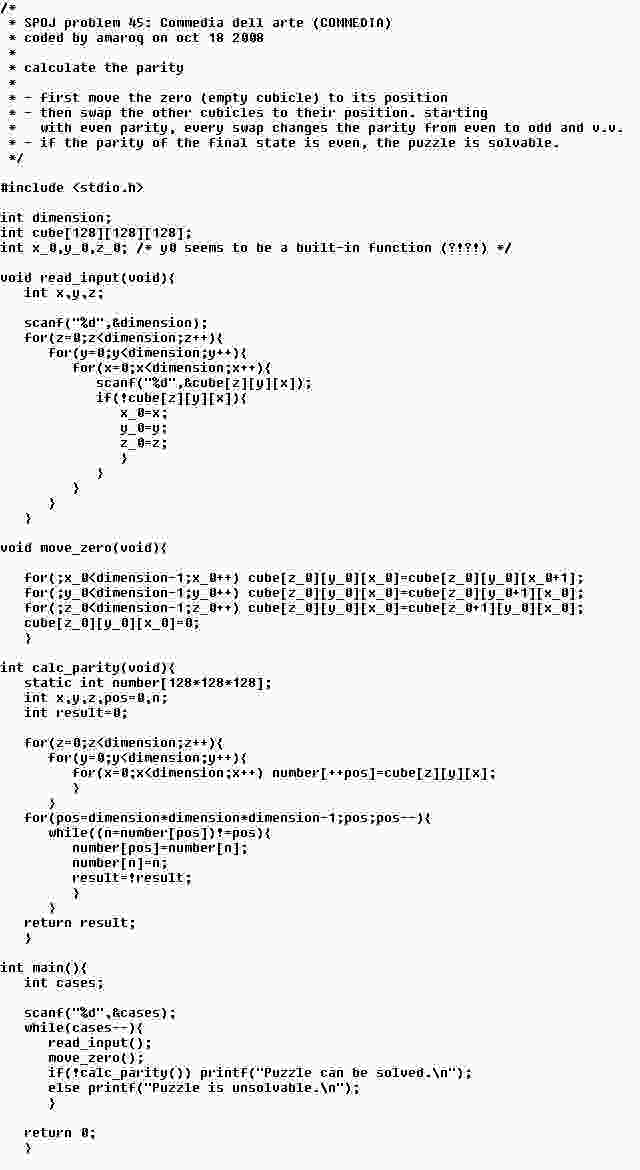 /*
 * SPOJ problem 45: Commedia dell arte (COMMEDIA)
 * coded by amaroq on oct 18 2008
 *
 * calculate the parity
 *
 * - first move the zero (empty cubicle) to its position
 * - then swap the other cubicles to their position. starting
 *   with even parity, every swap changes the parity from even to odd and v.v.
 * - if the parity of the final state is even, the puzzle is solvable.
 */

#include <stdio.h>

int dimension;
int cube[128][128][128];
int x_0,y_0,z_0; /* y0 seems to be a built-in function (?!?!) */

void read_input(void){
   int x,y,z;

   scanf("%d",&dimension);
   for(z=0;z<dimension;z++){
      for(y=0;y<dimension;y++){
         for(x=0;x<dimension;x++){
            scanf("%d",&cube[z][y][x]);
            if(!cube[z][y][x]){
               x_0=x;
               y_0=y;
               z_0=z;
               }
            }
         }
      }
   }

void move_zero(void){

   for(;x_0<dimension-1;x_0++) cube[z_0][y_0][x_0]=cube[z_0][y_0][x_0+1];
   for(;y_0<dimension-1;y_0++) cube[z_0][y_0][x_0]=cube[z_0][y_0+1][x_0];
   for(;z_0<dimension-1;z_0++) cube[z_0][y_0][x_0]=cube[z_0+1][y_0][x_0];
   cube[z_0][y_0][x_0]=0;
   }

int calc_parity(void){
   static int number[128*128*128];
   int x,y,z,pos=0,n;
   int result=0;

   for(z=0;z<dimension;z++){
      for(y=0;y<dimension;y++){
         for(x=0;x<dimension;x++) number[++pos]=cube[z][y][x];
         }
      }
   for(pos=dimension*dimension*dimension-1;pos;pos--){
      while((n=number[pos])!=pos){
         number[pos]=number[n];
         number[n]=n;
         result=!result;
         }
      }
   return result;
   }

int main(){
   int cases;

   scanf("%d",&cases);
   while(cases--){
      read_input();
      move_zero();
      if(!calc_parity()) printf("Puzzle can be solved.\n");
      else printf("Puzzle is unsolvable.\n");
      }

   return 0;
   }